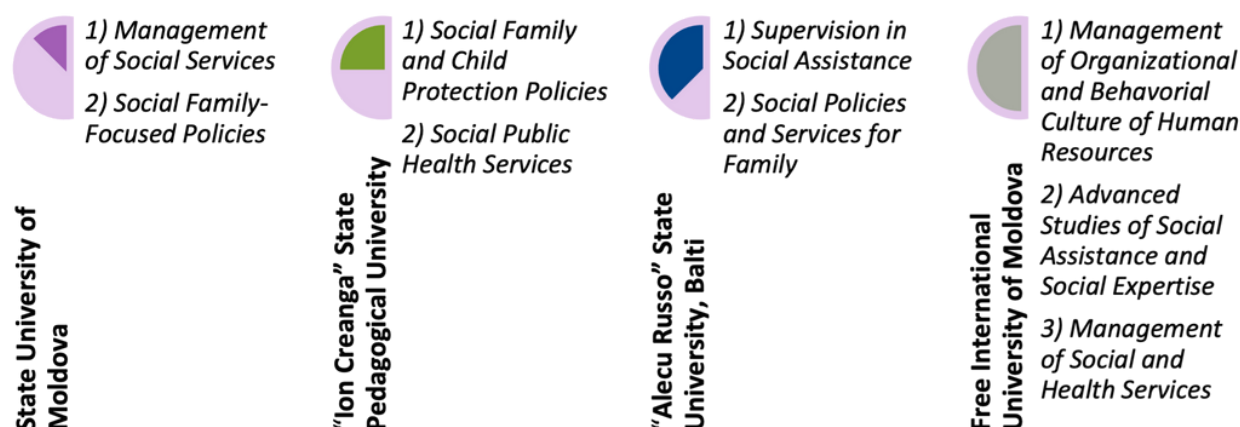 State University of
Moldova
1) Management
of Social Services
2) Social Family-
Focused Policies
"Ion Creanga" State
Pedagogical University
1) Social Family
and Child
Protection Policies
2) Social Public
Health Services
"Alecu Russo" State
University, Balti
1) Supervision in
Social Assistance
2) Social Policies
and Services for
Family
Free International
University of Moldova
1) Management
of Organizational
and Behavorial
Culture of Human
Resources
2) Advanced
Studies of Social
Assistance and
Social Expertise
3) Management
of Social and
Health Services